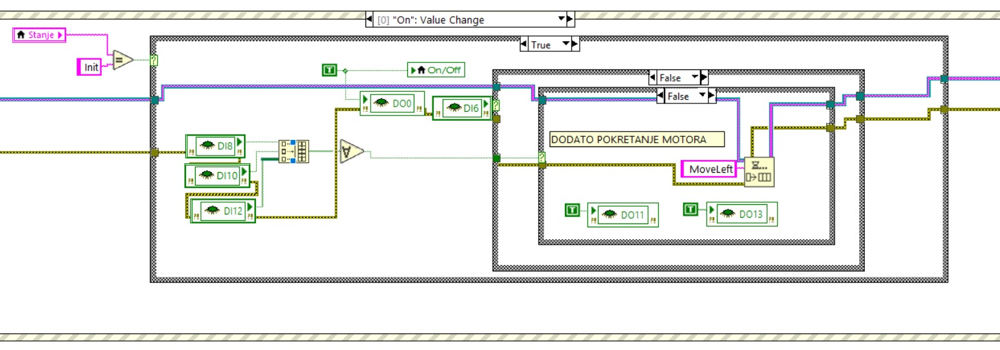 [0] "On": Value Change
Stanje
Init
=
?
True
T
On/Off
DO0
DI6
?
False
False
DI8
DI10
DI12
∀
?
DODATO POKRETANJE MOTORA
MoveLeft
T
DO11
T
DO13